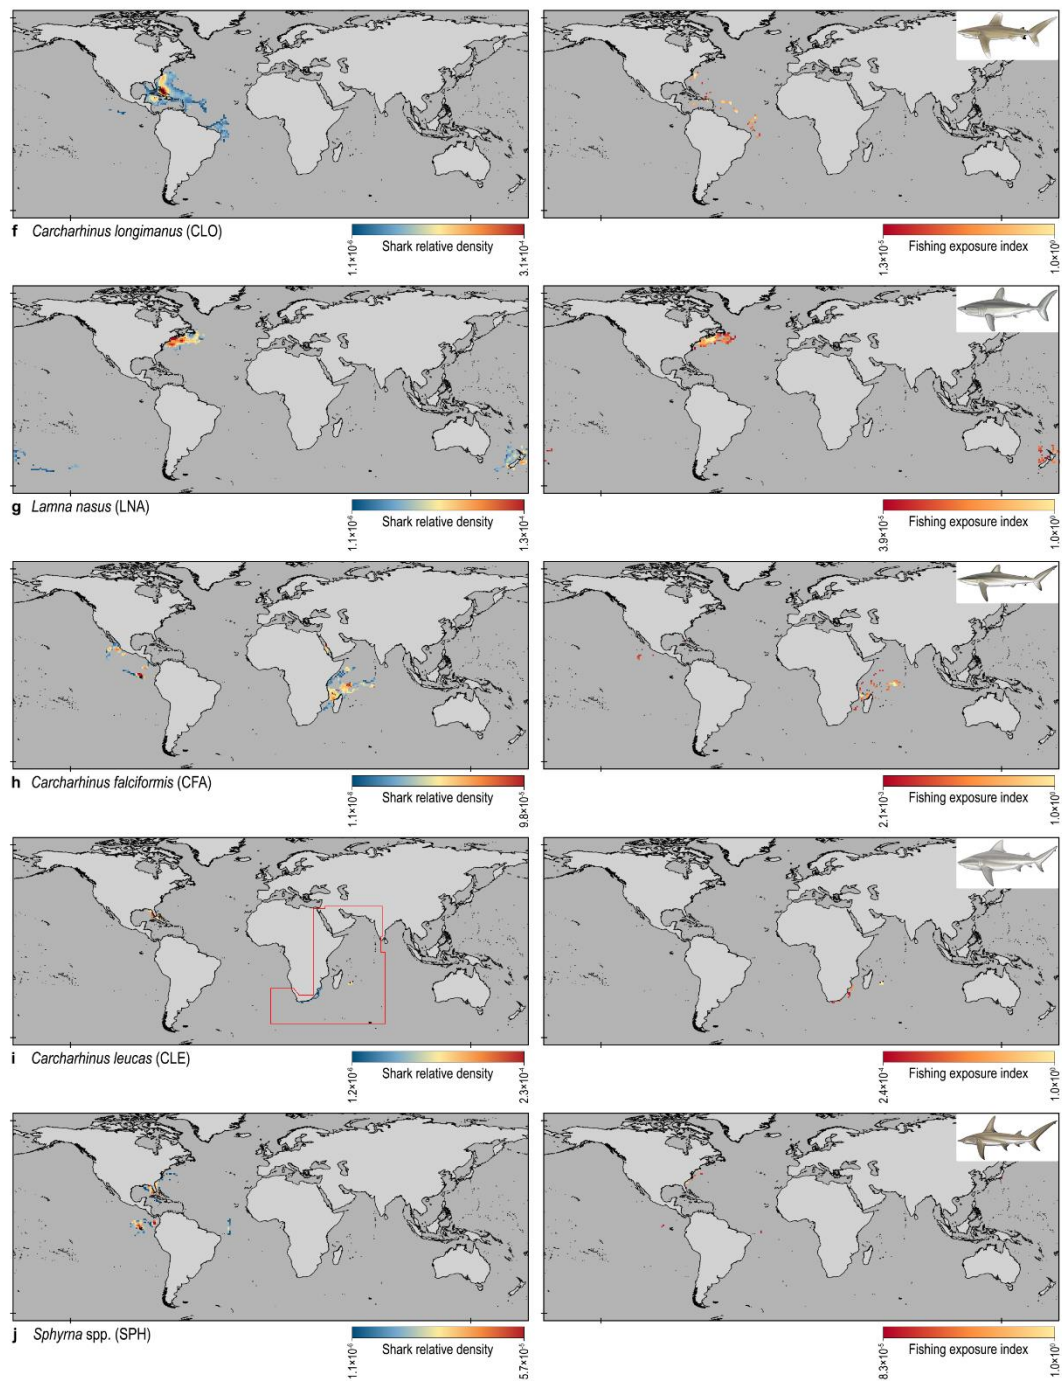 f Carcharhinus longimanus (CLO)
1.1×10⁻⁶
Shark relative density
3.1×10⁻⁴
1.3×10⁻⁵
Fishing exposure index
1.0×10⁰
g Lamna nasus (LNA)
1.1×10⁻⁶
Shark relative density
1.3×10⁻⁴
3.9×10⁻⁵
Fishing exposure index
1.0×10⁰
h Carcharhinus falciformis (CFA)
1.1×10⁻⁶
Shark relative density
9.8×10⁻⁵
2.1×10⁻³
Fishing exposure index
1.0×10⁰
i Carcharhinus leucas (CLE)
1.2×10⁻⁶
Shark relative density
2.3×10⁻⁴
2.4×10⁻⁴
Fishing exposure index
1.0×10⁰
j Sphyrna spp. (SPH)
1.1×10⁻⁶
Shark relative density
5.7×10⁻⁵
8.3×10⁻⁵
Fishing exposure index
1.0×10⁰